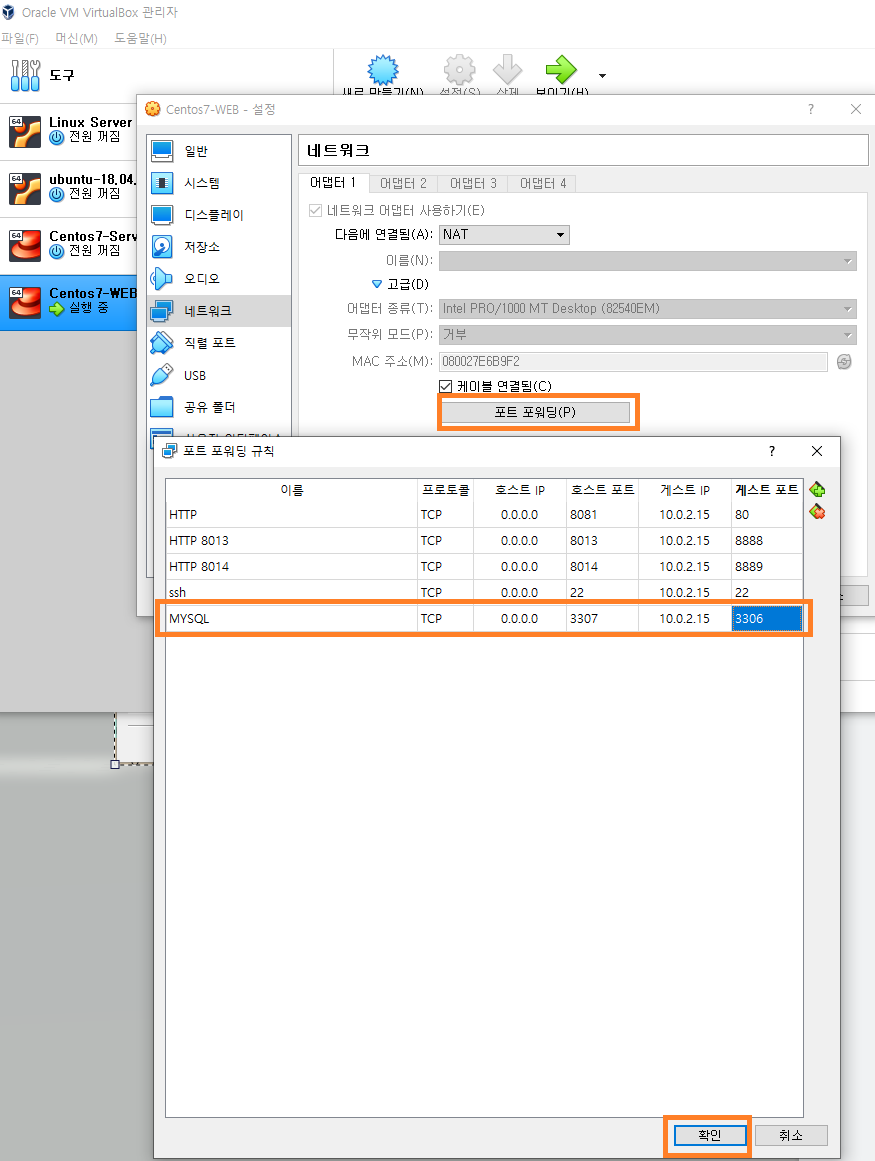 Oracle VM VirtualBox 관리자
파일(F) 머신(M) 도움말(H)
도구
새로 만들기(N) 설정(S) 삭제 보이기(H)
64 Linux Server
전원 꺼짐
64 ubuntu-18.04.
전원 꺼짐
64 Centos7-Serv
전원 꺼짐
64 Centos7-WEB
실행 중
Centos7-WEB - 설정 ?
일반
시스템
디스플레이
저장소
오디오
네트워크
직렬 포트
USB
공유 폴더
네트워크
어댑터 1 어댑터 2 어댑터 3 어댑터 4
네트워크 어댑터 사용하기(E)
다음에 연결됨(A): NAT
이름(N):
고급(D)
어댑터 종류(T): Intel PRO/1000 MT Desktop (82540EM)
무작위 모드(P): 거부
MAC 주소(M): 080027E6B9F2
케이블 연결됨(C)
포트 포워딩(P)
포트 포워딩 규칙 ?
이름 프로토콜 호스트 IP 호스트 포트 게스트 IP 게스트 포트
HTTP TCP 0.0.0.0 8081 10.0.2.15 80
HTTP 8013 TCP 0.0.0.0 8013 10.0.2.15 8888
HTTP 8014 TCP 0.0.0.0 8014 10.0.2.15 8889
ssh TCP 0.0.0.0 22 10.0.2.15 22
MYSQL TCP 0.0.0.0 3307 10.0.2.15 3306
확인 취소